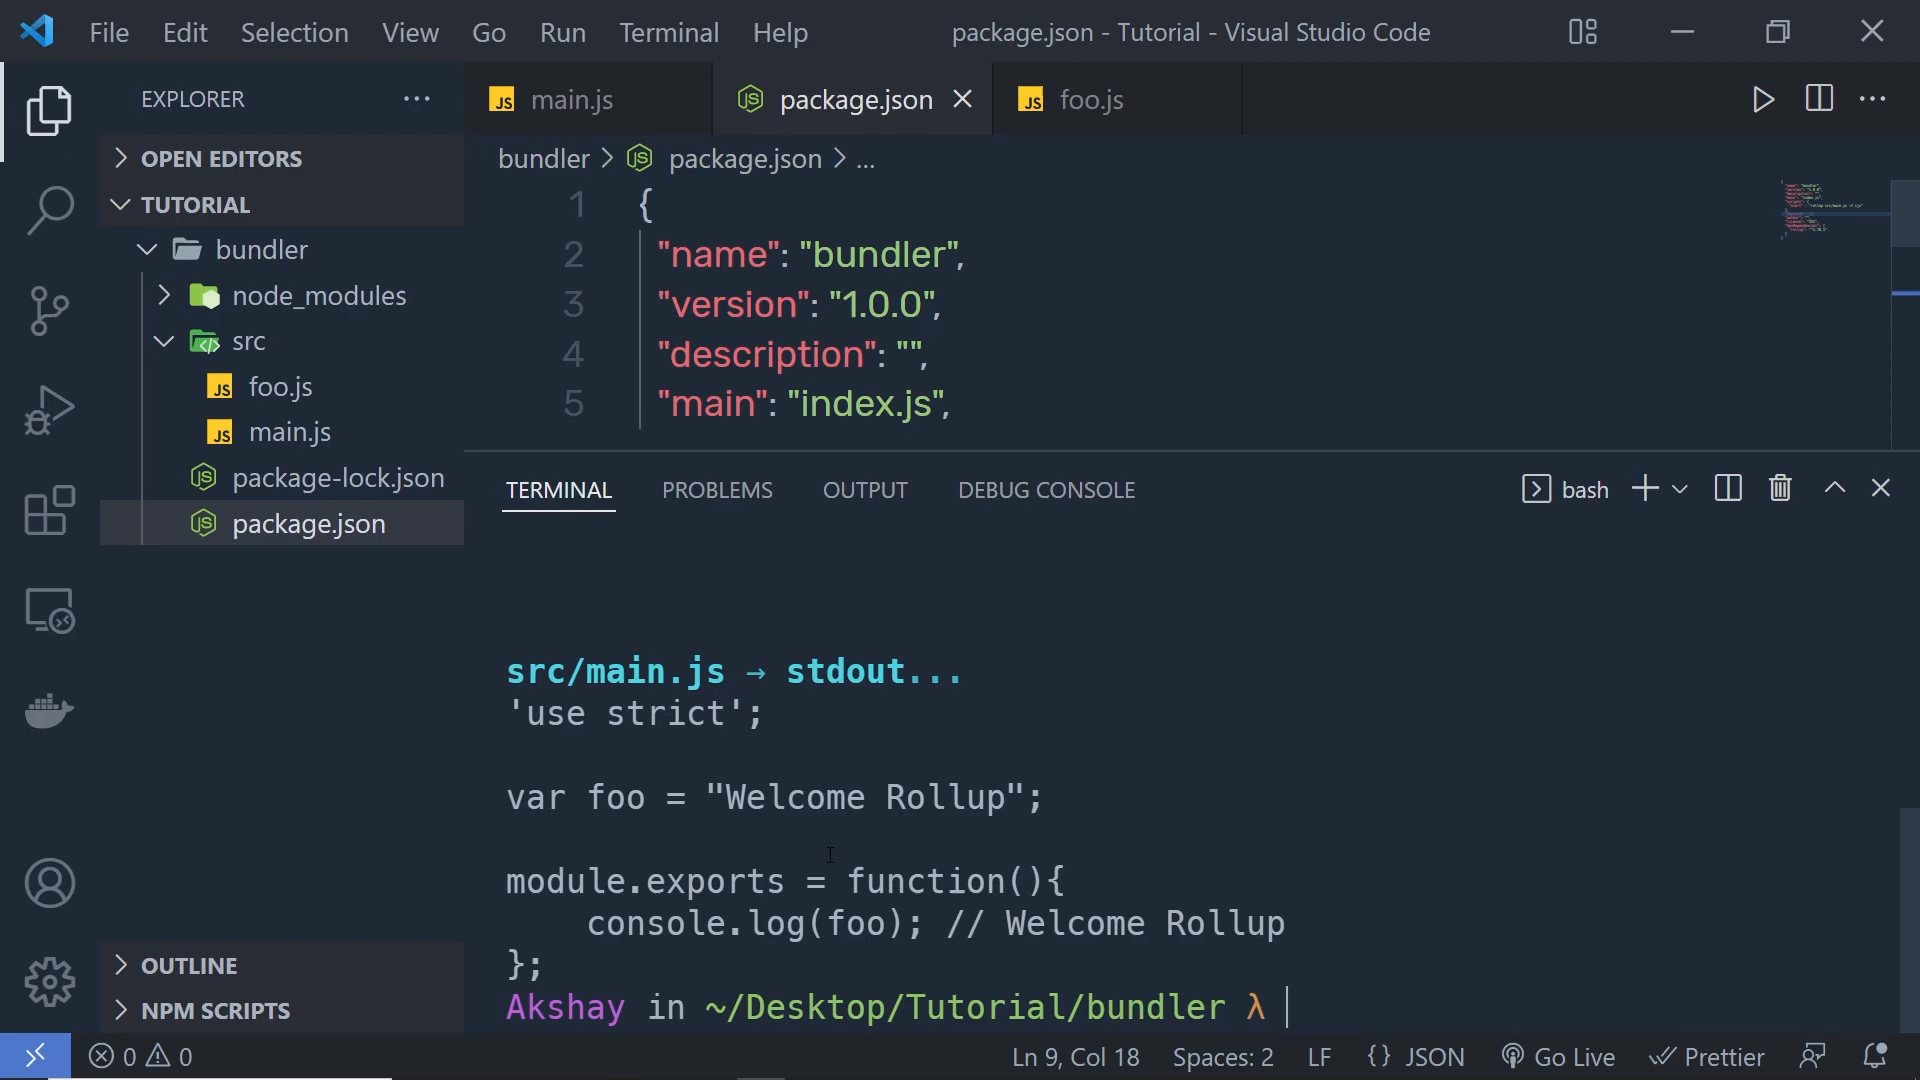 File Edit Selection View Go Run Terminal Help package.json - Tutorial - Visual Studio Code
EXPLORER
OPEN EDITORS
TUTORIAL
bundler
node_modules
src
foo.js
main.js
package-lock.json
package.json
OUTLINE
NPM SCRIPTS
main.js package.json foo.js
bundler > package.json > ...
1 {
2 "name": "bundler",
3 "version": "1.0.0",
4 "description": "",
5 "main": "index.js",
TERMINAL PROBLEMS OUTPUT DEBUG CONSOLE bash
src/main.js → stdout...
'use strict';
var foo = "Welcome Rollup";
module.exports = function(){
console.log(foo); // Welcome Rollup
};
Akshay in ~/Desktop/Tutorial/bundler λ
0 0 Ln 9, Col 18 Spaces: 2 LF {} JSON Go Live Prettier